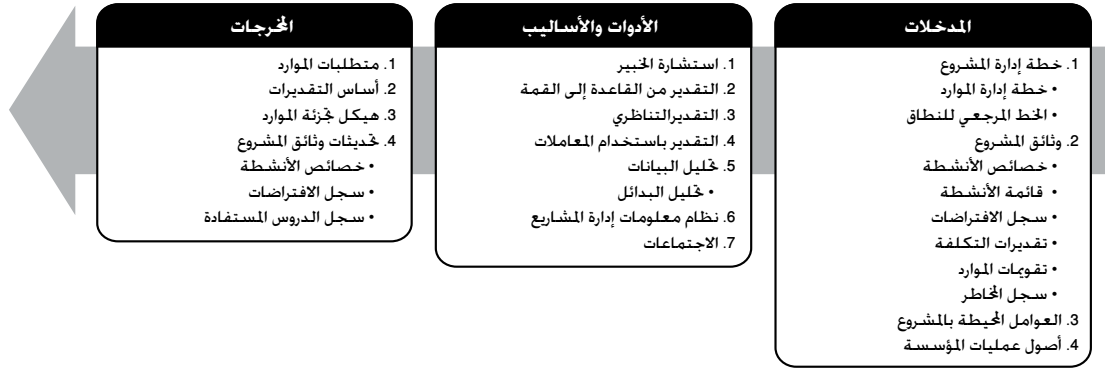 المدخلات
1. خطة إدارة المشروع
• خطة إدارة الموارد
• الخط المرجعي للنطاق
2. وثائق المشروع
• خصائص الأنشطة
• قائمة الأنشطة
• سجل الافتراضات
• تقديرات التكلفة
• تقويمات الموارد
• سجل المخاطر
3. العوامل المحيطة بالمشروع
4. أصول عمليات المؤسسة
الأدوات والأساليب
1. استشارة الخبير
2. التقدير من القاعدة إلى القمة
3. التقديرالتناظري
4. التقدير باستخدام المعاملات
5. تحليل البيانات
• تحليل البدائل
6. نظام معلومات إدارة المشاريع
7. الاجتماعات
المخرجات
1. متطلبات الموارد
2. أساس التقديرات
3. هيكل تجزئة الموارد
4. تحديثات وثائق المشروع
• خصائص الأنشطة
• سجل الافتراضات
• سجل الدروس المستفادة